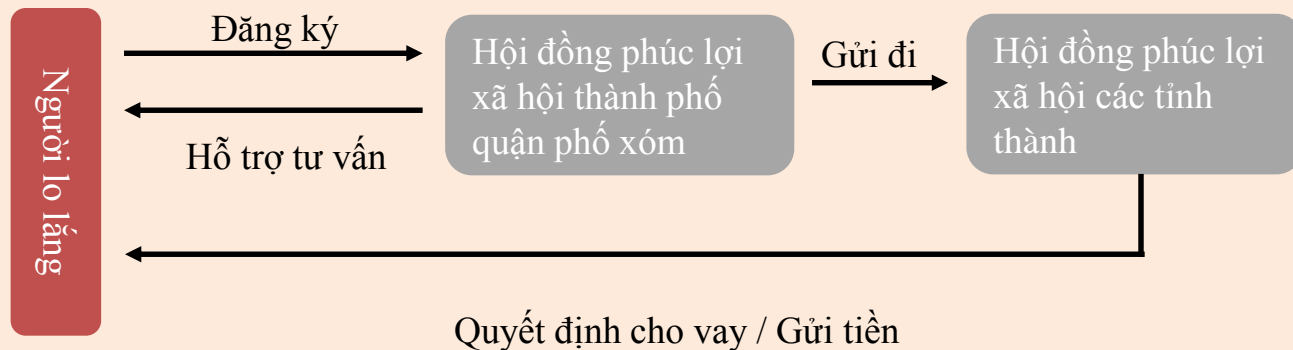 Người lo lắng
Đăng ký
Hỗ trợ tư vấn
Hội đồng phúc lợi
xã hội thành phố
quận phố xóm
Gửi đi
Hội đồng phúc lợi
xã hội các tỉnh
thành
Quyết định cho vay / Gửi tiền